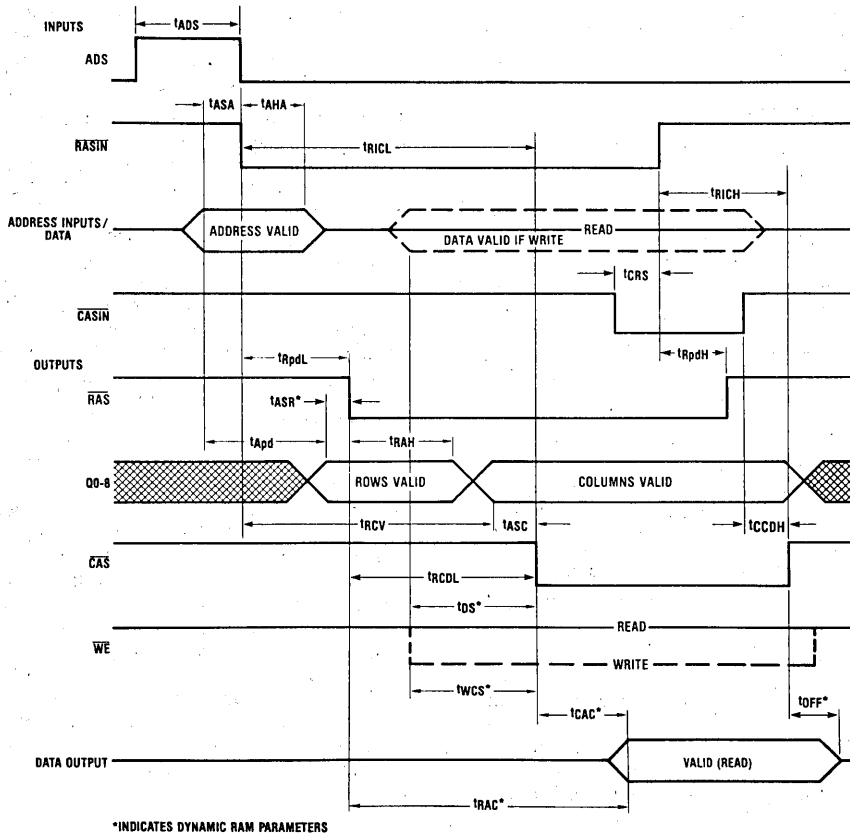 INPUTS
tADS
ADS
tASA
tAHA
RASIN
tRICL
tRICH
ADDRESS INPUTS/
DATA
ADDRESS VALID
READ
DATA VALID IF WRITE
tCRS
CASIN
tRpdL
tRpdH
OUTPUTS
RAS
tASR*
tApd
tRAH
Q0-8
ROWS VALID
COLUMNS VALID
tRCV
tASC
tCCDH
CAS
tRCDL
tDS*
READ
WE
WRITE
tWCS*
tOFF*
tCAC*
DATA OUTPUT
VALID (READ)
tRAC*
*INDICATES DYNAMIC RAM PARAMETERS